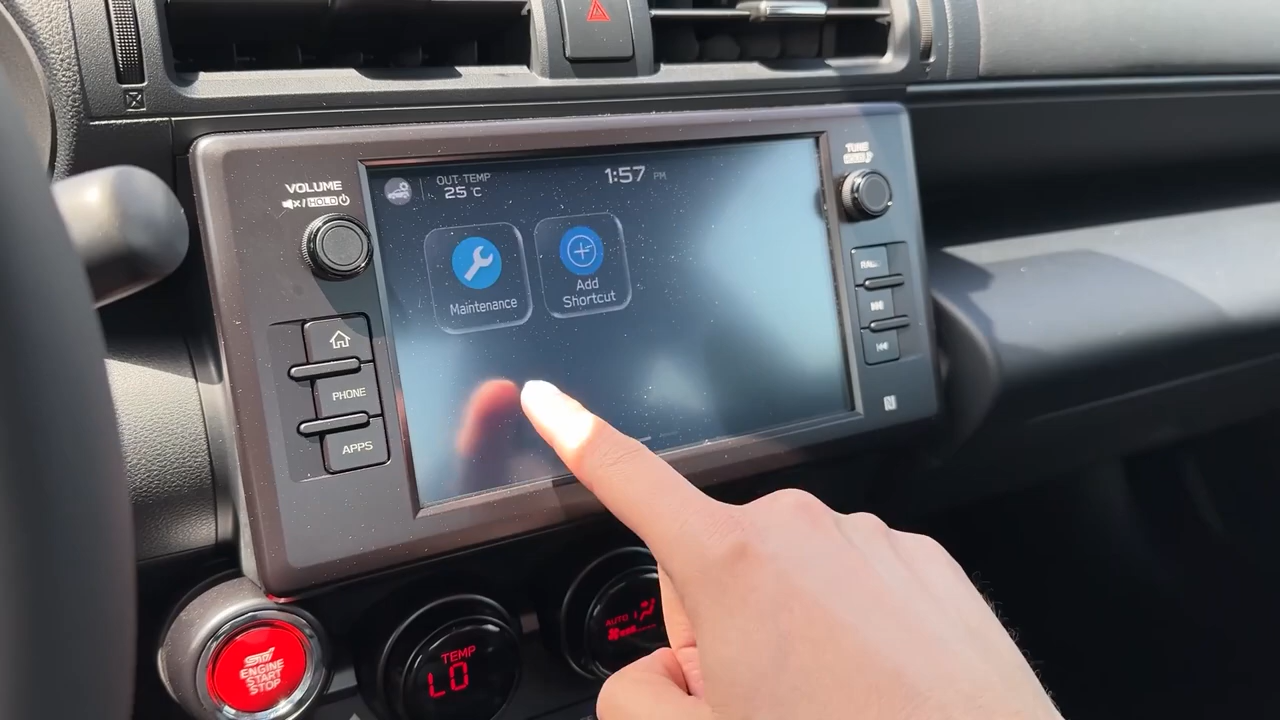 VOLUME
HOLD
TUNE
OUT-TEMP
25°C
1:57 PM
Maintenance
Add
Shortcut
PHONE
APPS
STI
ENGINE
START
STOP
TEMP
LO
AUTO